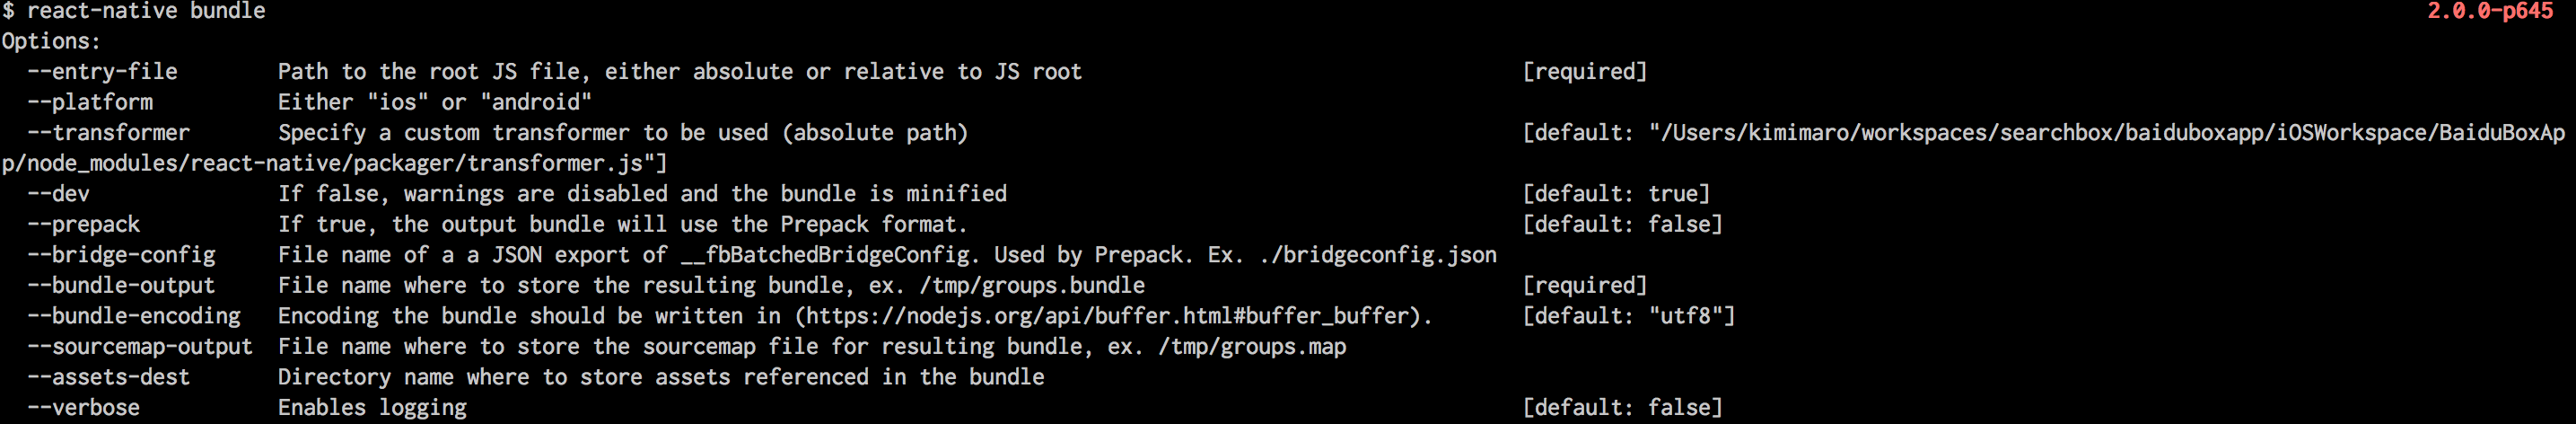 $ react-native bundle 2.0.0-p645
Options:
--entry-file Path to the root JS file, either absolute or relative to JS root [required]
--platform Either "ios" or "android"
--transformer Specify a custom transformer to be used (absolute path) [default: "/Users/kimimaro/workspaces/searchbox/baiduboxapp/iOSWorkspace/BaiduBoxAp
p/node_modules/react-native/packager/transformer.js"]
--dev If false, warnings are disabled and the bundle is minified [default: true]
--prepack If true, the output bundle will use the Prepack format. [default: false]
--bridge-config File name of a a JSON export of __fbBatchedBridgeConfig. Used by Prepack. Ex. ./bridgeconfig.json
--bundle-output File name where to store the resulting bundle, ex. /tmp/groups.bundle [required]
--bundle-encoding Encoding the bundle should be written in (https://nodejs.org/api/buffer.html#buffer_buffer). [default: "utf8"]
--sourcemap-output File name where to store the sourcemap file for resulting bundle, ex. /tmp/groups.map
--assets-dest Directory name where to store assets referenced in the bundle
--verbose Enables logging [default: false]